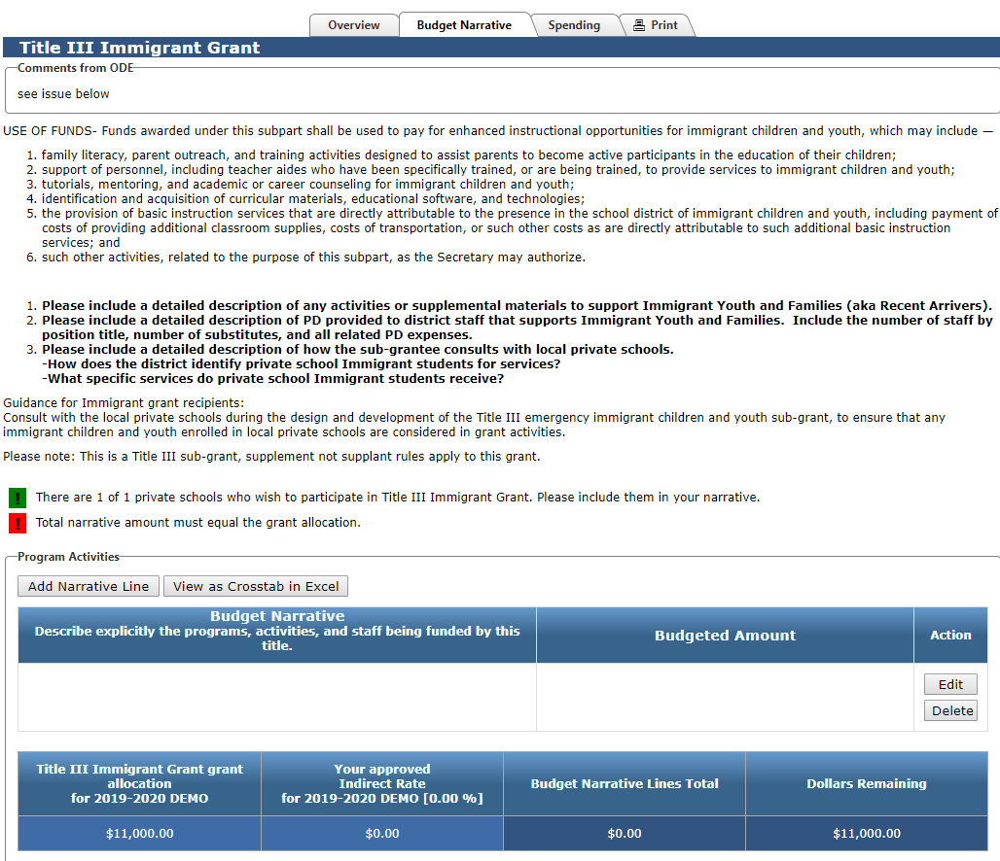 Overview
Budget Narrative
Spending
Print
Title III Immigrant Grant
Comments from ODE
see issue below
USE OF FUNDS- Funds awarded under this subpart shall be used to pay for enhanced instructional opportunities for immigrant children and youth, which may include —
1. family literacy, parent outreach, and training activities designed to assist parents to become active participants in the education of their children;
2. support of personnel, including teacher aides who have been specifically trained, or are being trained, to provide services to immigrant children and youth;
3. tutorials, mentoring, and academic or career counseling for immigrant children and youth;
4. identification and acquisition of curricular materials, educational software, and technologies;
5. the provision of basic instruction services that are directly attributable to the presence in the school district of immigrant children and youth, including payment of
costs of providing additional classroom supplies, costs of transportation, or such other costs as are directly attributable to such additional basic instruction
services; and
6. such other activities, related to the purpose of this subpart, as the Secretary may authorize.
1. Please include a detailed description of any activities or supplemental materials to support Immigrant Youth and Families (aka Recent Arrivers).
2. Please include a detailed description of PD provided to district staff that supports Immigrant Youth and Families. Include the number of staff by
position title, number of substitutes, and all related PD expenses.
3. Please include a detailed description of how the sub-grantee consults with local private schools.
-How does the district identify private school Immigrant students for services?
-What specific services do private school Immigrant students receive?
Guidance for Immigrant grant recipients:
Consult with the local private schools during the design and development of the Title III emergency immigrant children and youth sub-grant, to ensure that any
immigrant children and youth enrolled in local private schools are considered in grant activities.
Please note: This is a Title III sub-grant, supplement not supplant rules apply to this grant.
! There are 1 of 1 private schools who wish to participate in Title III Immigrant Grant. Please include them in your narrative.
! Total narrative amount must equal the grant allocation.
Program Activities
Add Narrative Line
View as Crosstab in Excel
Budget Narrative
Describe explicitly the programs, activities, and staff being funded by this
title.
Budgeted Amount
Action
Edit
Delete
Title III Immigrant Grant grant
allocation
for 2019-2020 DEMO
Your approved
Indirect Rate
for 2019-2020 DEMO [0.00 %]
Budget Narrative Lines Total
Dollars Remaining
$11,000.00
$0.00
$0.00
$11,000.00